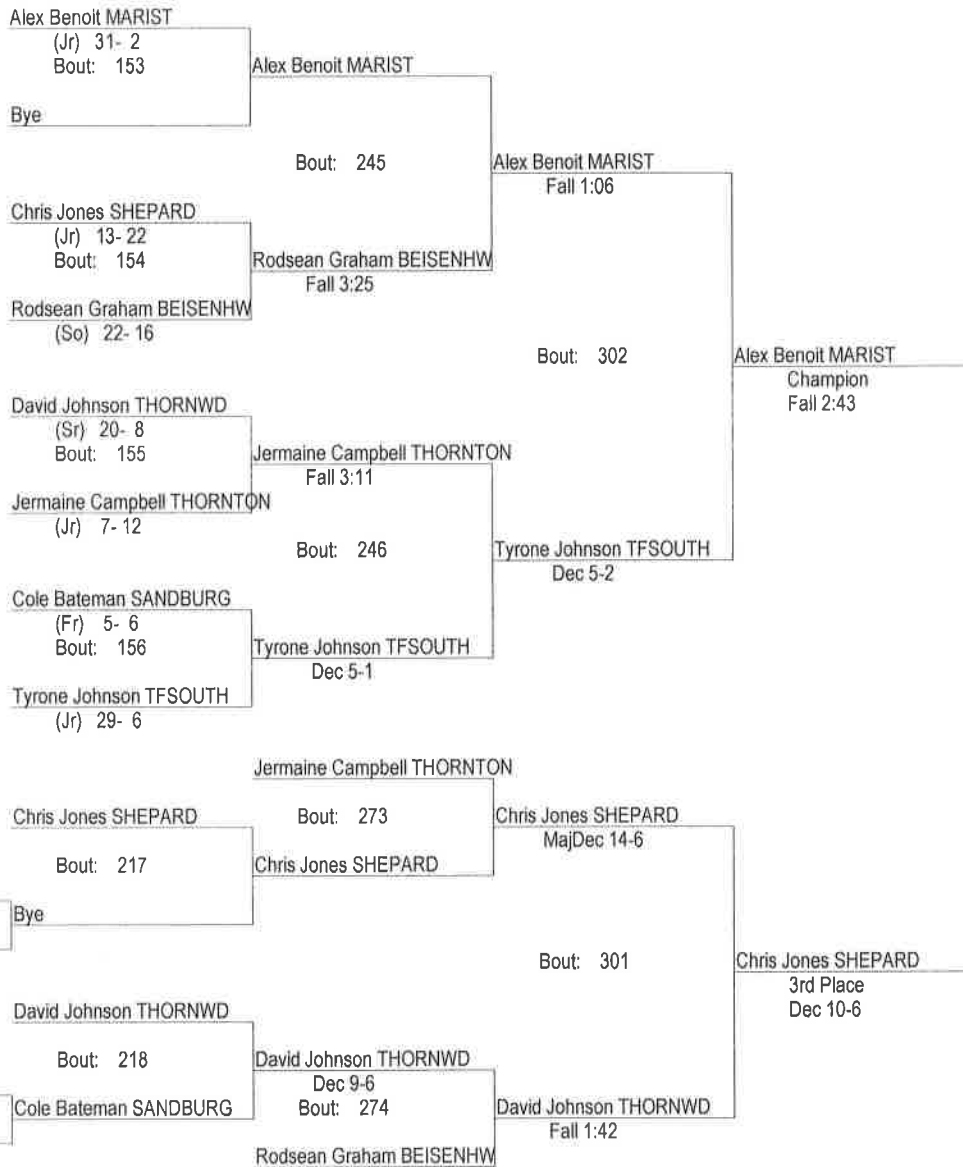 Alex Benoit MARIST
(Jr) 31- 2
Bout: 153
Alex Benoit MARIST
Bye
Bout: 245
Alex Benoit MARIST
Fall 1:06
Chris Jones SHEPARD
(Jr) 13- 22
Bout: 154
Rodsean Graham BEISENHW
Fall 3:25
Rodsean Graham BEISENHW
(So) 22- 16
Bout: 302
Alex Benoit MARIST
Champion
Fall 2:43
David Johnson THORNWD
(Sr) 20- 8
Bout: 155
Jermaine Campbell THORNTON
Fall 3:11
Jermaine Campbell THORNTON
(Jr) 7- 12
Bout: 246
Tyrone Johnson TFSOUTH
Dec 5-2
Cole Bateman SANDBURG
(Fr) 5- 6
Bout: 156
Tyrone Johnson TFSOUTH
Dec 5-1
Tyrone Johnson TFSOUTH
(Jr) 29- 6
Jermaine Campbell THORNTON
Chris Jones SHEPARD
Bout: 273
Chris Jones SHEPARD
MajDec 14-6
Bout: 217
Chris Jones SHEPARD
Bye
Bout: 301
Chris Jones SHEPARD
3rd Place
Dec 10-6
David Johnson THORNWD
Bout: 218
David Johnson THORNWD
Dec 9-6
Cole Bateman SANDBURG
Bout: 274
David Johnson THORNWD
Fall 1:42
Rodsean Graham BEISENHW